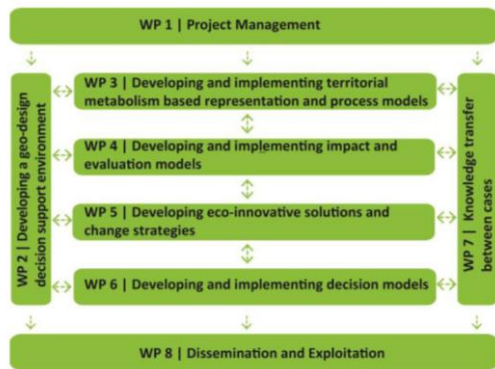 WP 1 | Project Management
WP 2 | Developing a geo-design
decision support environment
WP 3 | Developing and implementing territorial
metabolism based representation and process models
WP 4 | Developing and implementing impact and
evaluation models
WP 5 | Developing eco-innovative solutions and
change strategies
WP 6 | Developing and implementing decision models
WP 7 | Knowledge transfer
between cases
WP 8 | Dissemination and Exploitation